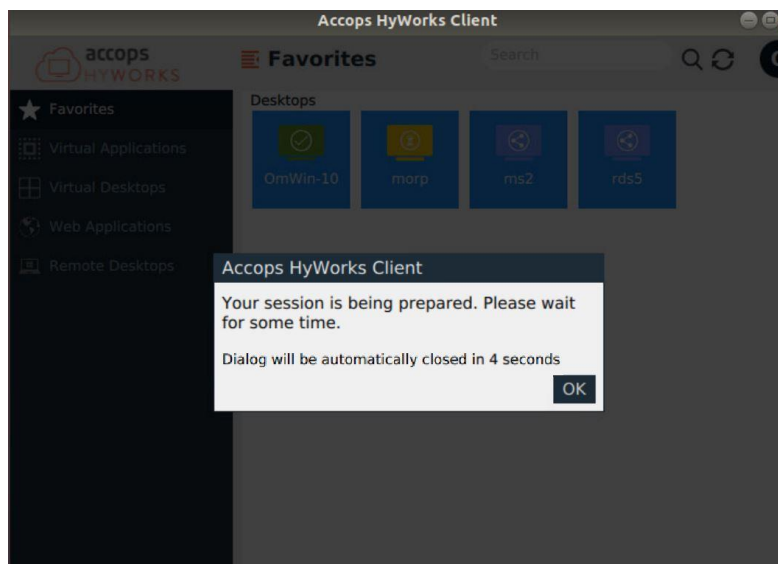 Accops HyWorks Client
accops
HYWORKS
Favorites
Search
Favorites
Virtual Applications
Virtual Desktops
Web Applications
Remote Desktops
Desktops
OmWin-10
morp
ms2
rds5
Accops HyWorks Client
Your session is being prepared. Please wait
for some time.
Dialog will be automatically closed in 4 seconds
OK